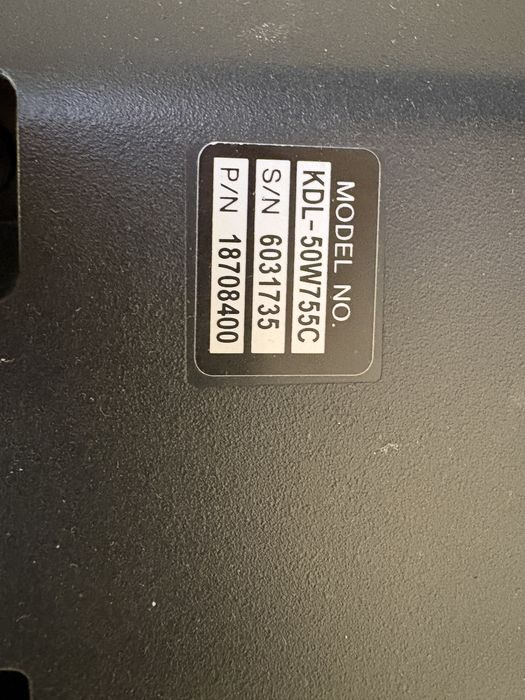 MODEL NO.
KDL-50W755C
S/N 6031735
P/N 18708400